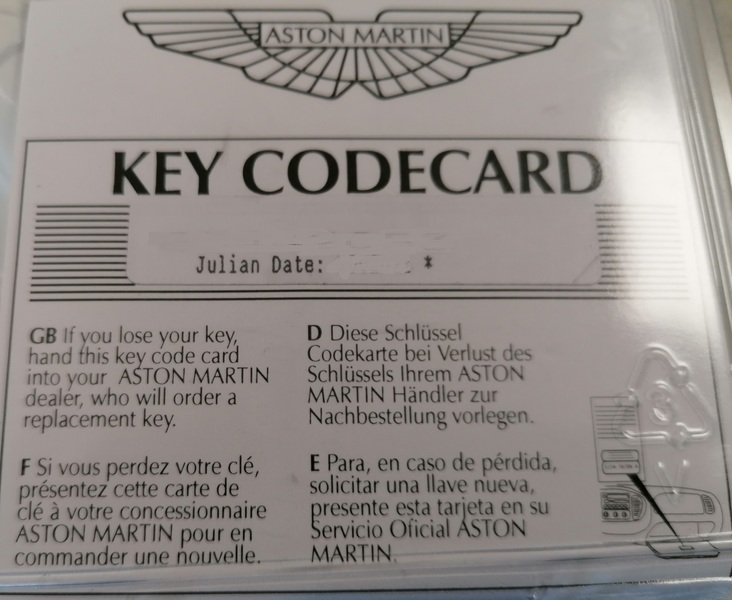 ASTON MARTIN
KEY CODECARD
Julian Date: *
GB If you lose your key,
hand this key code card
into your ASTON MARTIN
dealer, who will order a
replacement key.
D Diese Schlüssel
Codekarte bei Verlust des
Schlüssels Ihrem ASTON
MARTIN Händler zur
Nachbestellung vorlegen.
F Si vous perdez votre clé,
présentez cette carte de
clé à votre concessionnaire
ASTON MARTIN pour en
commander une nouvelle.
E Para, en caso de pérdida,
solicitar una llave nueva,
presente esta tarjeta en su
Servicio Oficial ASTON
MARTIN.